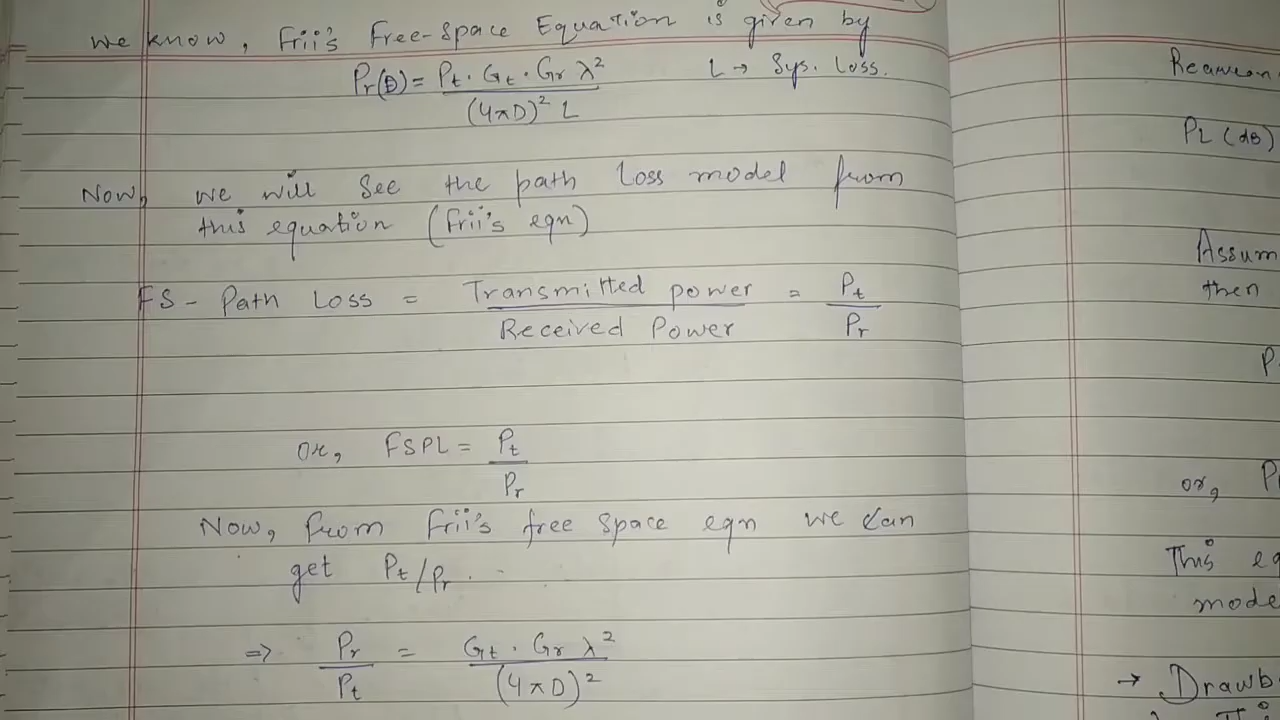 we know, Frii's Free-Space Equation is given by
Pr(D) = Pt . Gt . Gr λ² / (4πD)² L    L → Sys. Loss.
Now, we will see the path loss model from
this equation (Frii's eqn)
FS - Path Loss = Transmitted power / Received Power = Pt / Pr
or, FSPL = Pt / Pr
Now, from Frii's free space eqn we can
get Pt/Pr.
=> Pr / Pt = Gt . Gr λ² / (4πD)²
PL (dB)
Assum
then
P
or, P
This eq
mode
→ Drawb